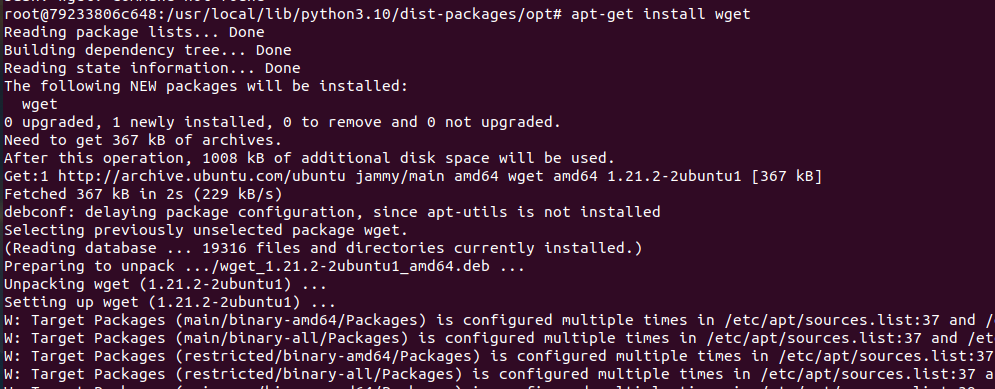 root@79233806c648:/usr/local/lib/python3.10/dist-packages/opt# apt-get install wget
Reading package lists... Done
Building dependency tree... Done
Reading state information... Done
The following NEW packages will be installed:
  wget
0 upgraded, 1 newly installed, 0 to remove and 0 not upgraded.
Need to get 367 kB of archives.
After this operation, 1008 kB of additional disk space will be used.
Get:1 http://archive.ubuntu.com/ubuntu jammy/main amd64 wget amd64 1.21.2-2ubuntu1 [367 kB]
Fetched 367 kB in 2s (229 kB/s)
debconf: delaying package configuration, since apt-utils is not installed
Selecting previously unselected package wget.
(Reading database ... 19316 files and directories currently installed.)
Preparing to unpack .../wget_1.21.2-2ubuntu1_amd64.deb ...
Unpacking wget (1.21.2-2ubuntu1) ...
Setting up wget (1.21.2-2ubuntu1) ...
W: Target Packages (main/binary-amd64/Packages) is configured multiple times in /etc/apt/sources.list:37 and /
W: Target Packages (main/binary-all/Packages) is configured multiple times in /etc/apt/sources.list:37 and /et
W: Target Packages (restricted/binary-amd64/Packages) is configured multiple times in /etc/apt/sources.list:37
W: Target Packages (restricted/binary-all/Packages) is configured multiple times in /etc/apt/sources.list:37 a